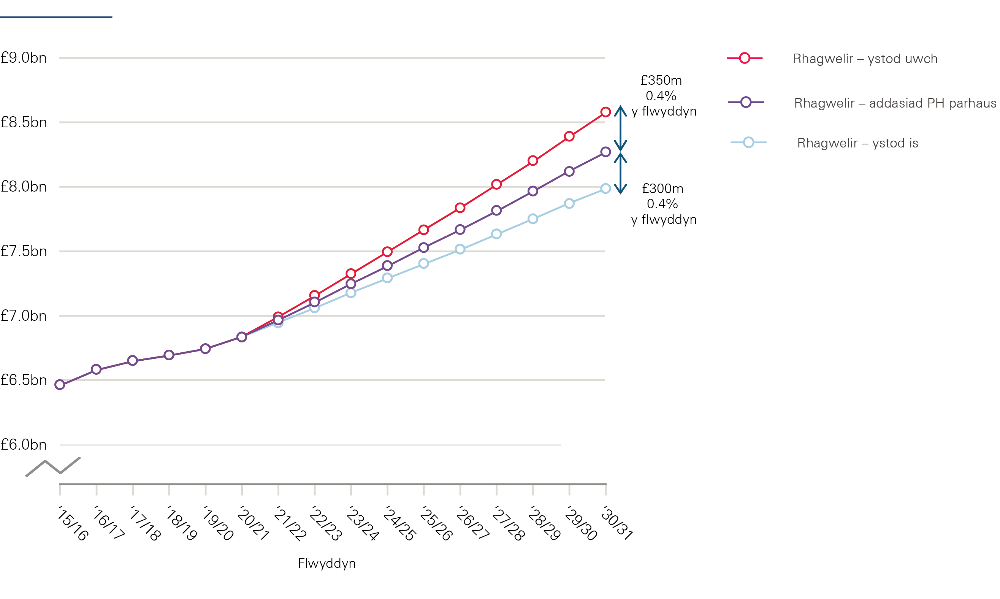 £9.0bn
£8.5bn
£8.0bn
£7.5bn
£7.0bn
£6.5bn
£6.0bn
£350m
0.4%
y flwyddyn
£300m
0.4%
y flwyddyn
Rhagwelir – ystod uwch
Rhagwelir – addasiad PH parhaus
Rhagwelir – ystod is
‘15/16
‘16/17
‘17/18
‘18/19
‘19/20
‘20/21
‘21/22
‘22/23
‘23/24
‘24/25
‘25/26
‘26/27
‘27/28
‘28/29
‘29/30
‘30/31
Flwyddyn